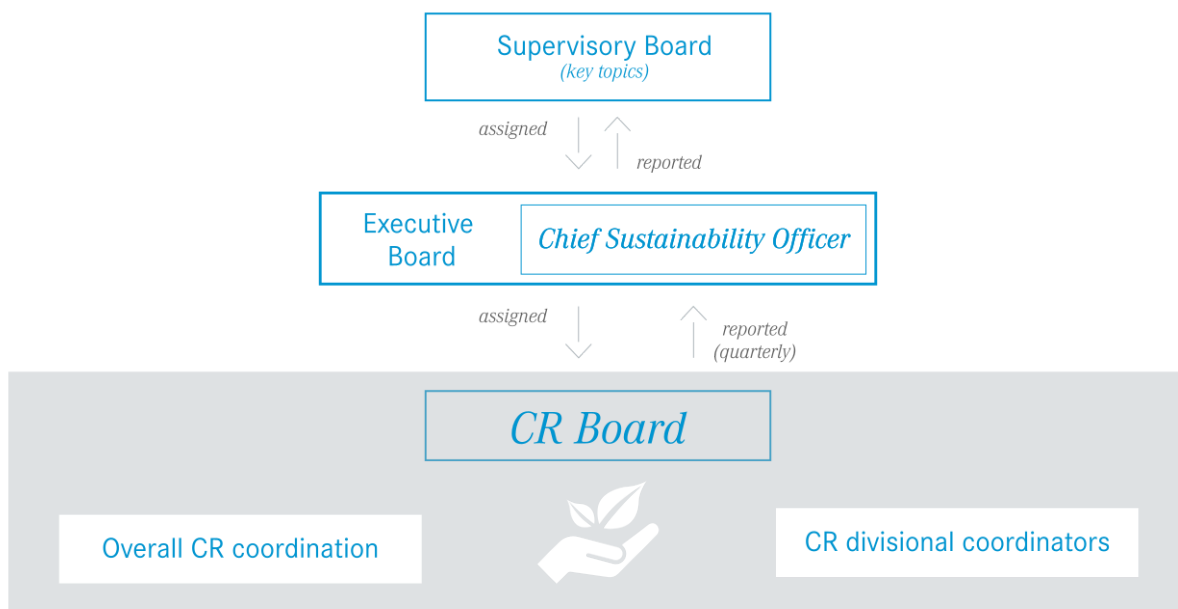 Supervisory Board
(key topics)
assigned
reported
Executive
Board
Chief Sustainability Officer
assigned
reported
(quarterly)
CR Board
Overall CR coordination
CR divisional coordinators